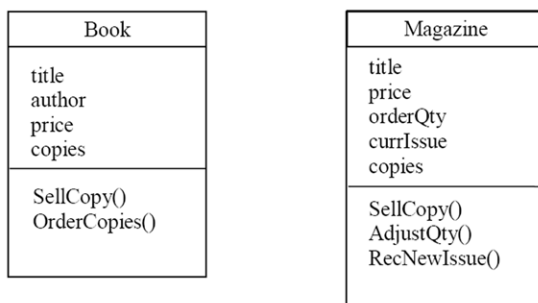 Book
title
author
price
copies
SellCopy()
OrderCopies()
Magazine
title
price
orderQty
currIssue
copies
SellCopy()
AdjustQty()
RecNewIssue()